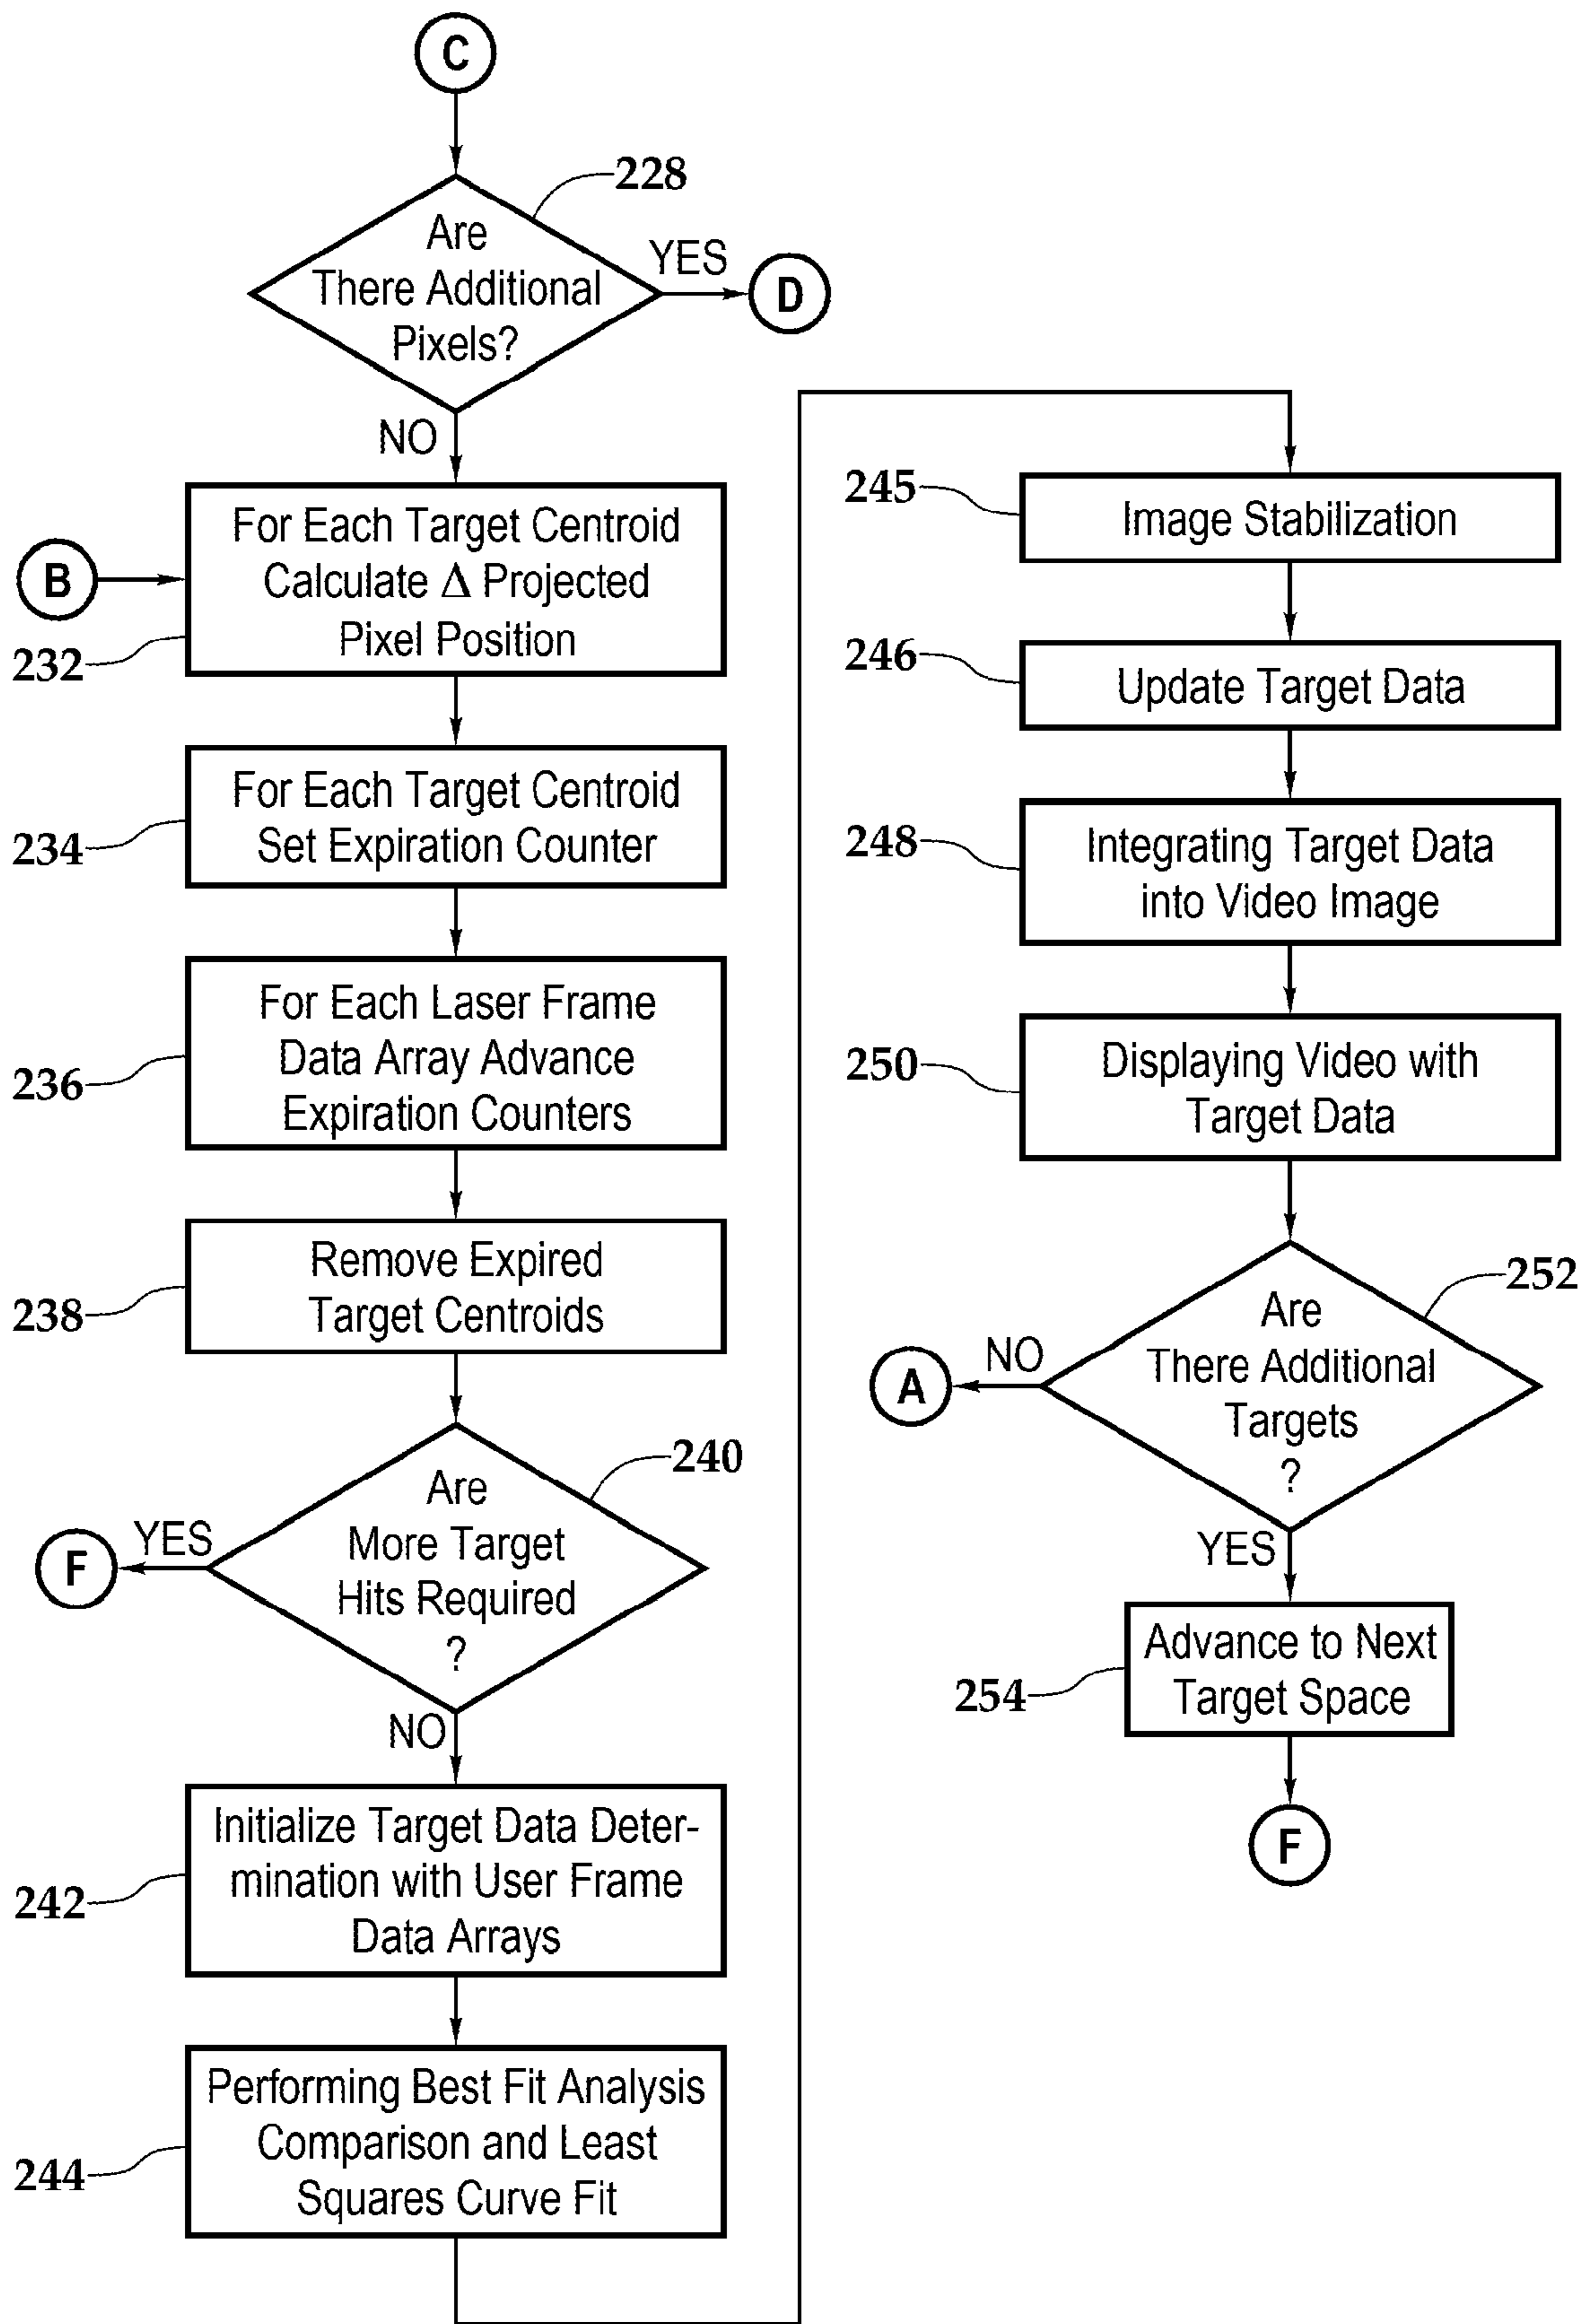 C
228
Are
There Additional
Pixels?
YES
D
NO
B
For Each Target Centroid
Calculate Δ Projected
Pixel Position
232
For Each Target Centroid
Set Expiration Counter
234
For Each Laser Frame
Data Array Advance
Expiration Counters
236
Remove Expired
Target Centroids
238
240
Are
More Target
Hits Required
?
YES
F
NO
Initialize Target Data Deter-
mination with User Frame
Data Arrays
242
Performing Best Fit Analysis
Comparison and Least
Squares Curve Fit
244
245
Image Stabilization
246
Update Target Data
248
Integrating Target Data
into Video Image
250
Displaying Video with
Target Data
252
Are
There Additional
Targets
?
NO
A
YES
Advance to Next
Target Space
254
F